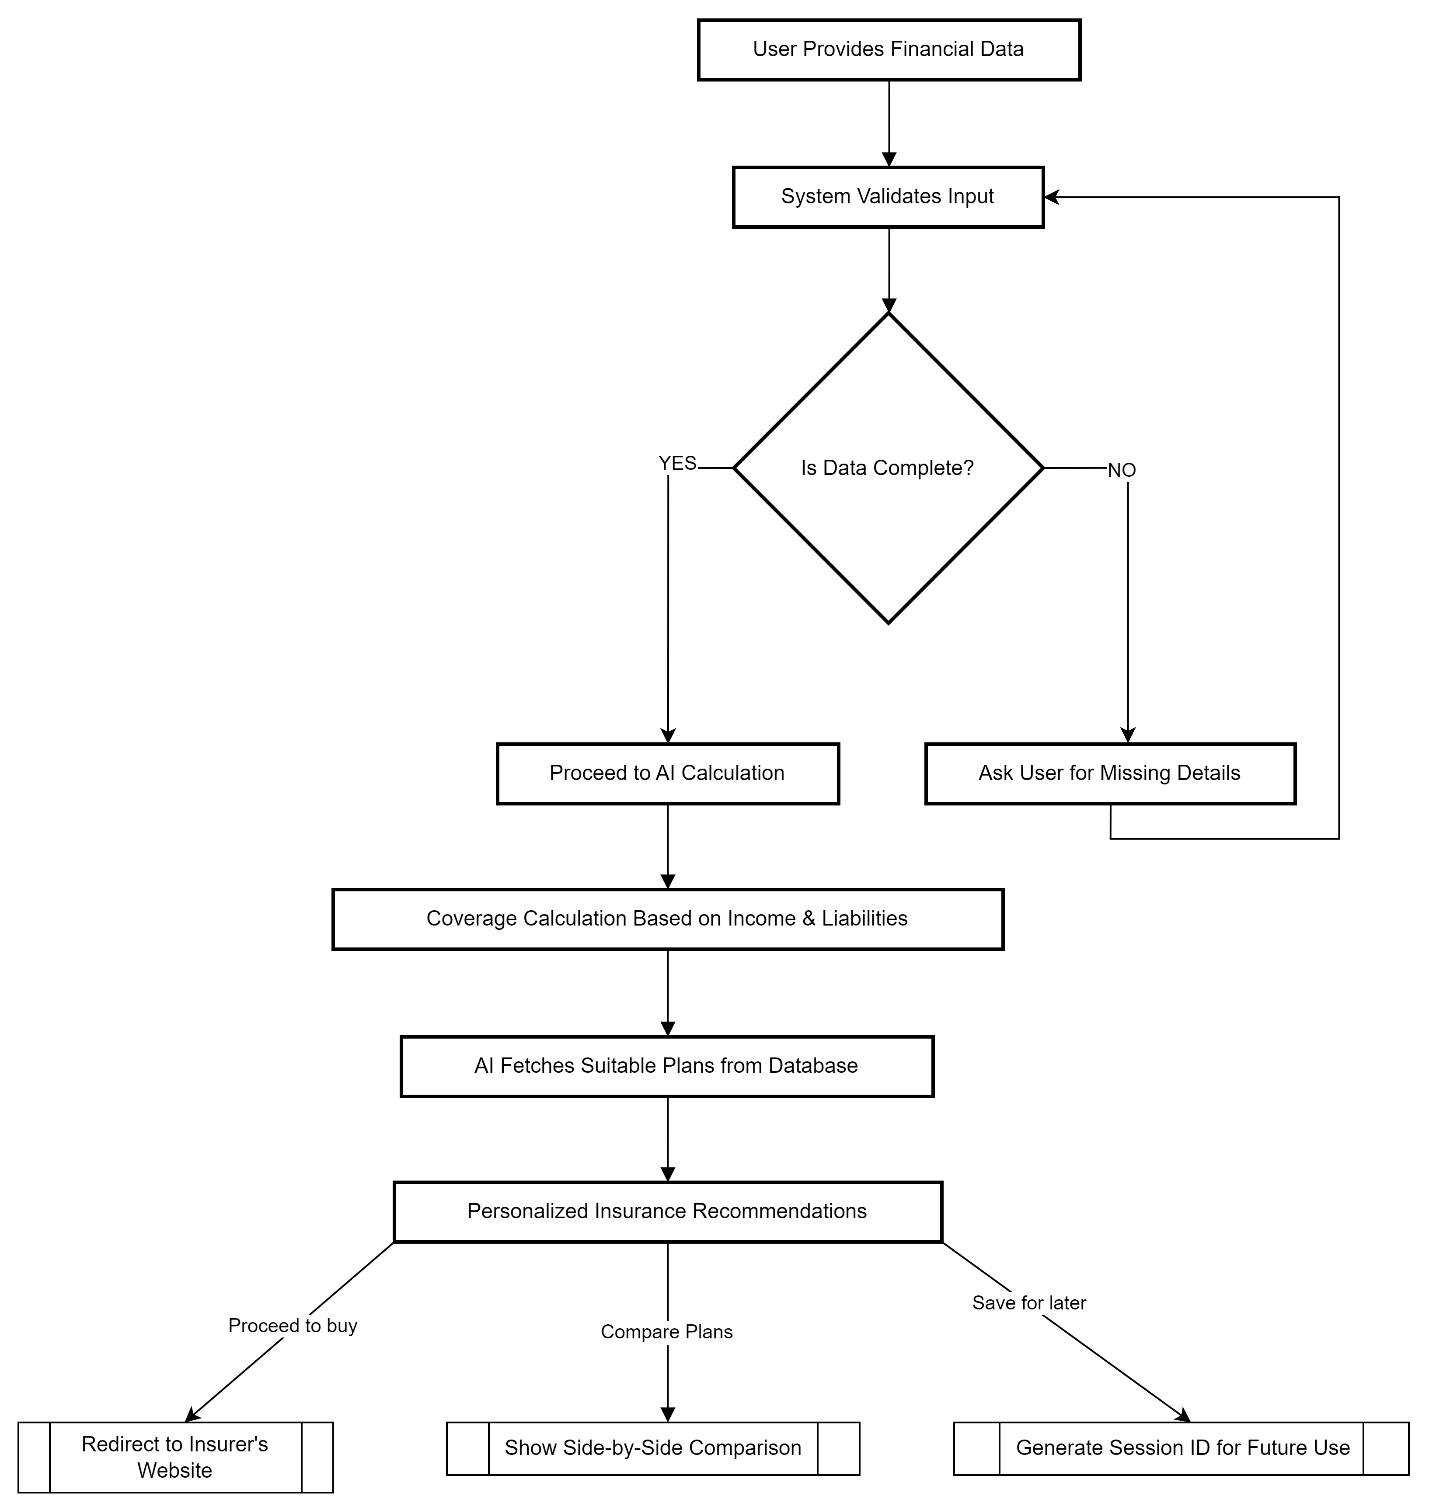 User Provides Financial Data
System Validates Input
Is Data Complete?
YES
NO
Proceed to AI Calculation
Ask User for Missing Details
Coverage Calculation Based on Income & Liabilities
AI Fetches Suitable Plans from Database
Personalized Insurance Recommendations
Proceed to buy
Compare Plans
Save for later
Redirect to Insurer's
Website
Show Side-by-Side Comparison
Generate Session ID for Future Use